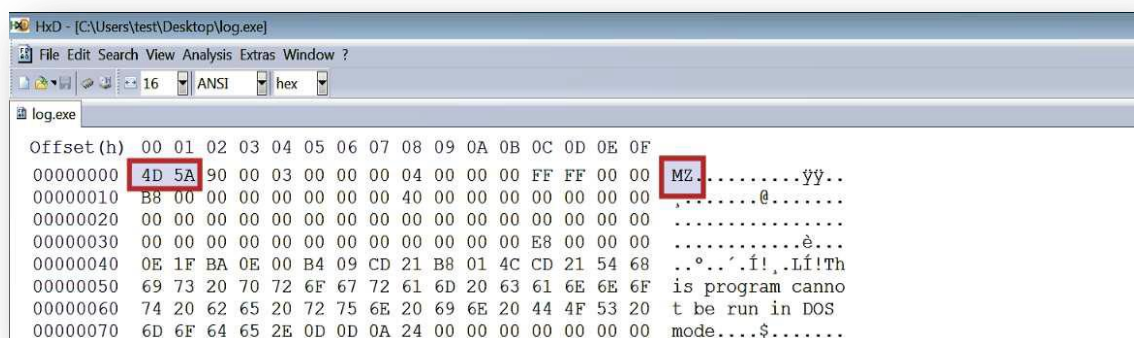 HxD - [C:\Users\test\Desktop\log.exe]
File Edit Search View Analysis Extras Window ?
16 ANSI hex
log.exe
Offset(h) 00 01 02 03 04 05 06 07 08 09 0A 0B 0C 0D 0E 0F
00000000 4D 5A 90 00 03 00 00 00 04 00 00 00 FF FF 00 00 MZ..........ÿÿ..
00000010 B8 00 00 00 00 00 00 00 40 00 00 00 00 00 00 00 ¸.......@.......
00000020 00 00 00 00 00 00 00 00 00 00 00 00 00 00 00 00 ................
00000030 00 00 00 00 00 00 00 00 00 00 00 00 E8 00 00 00 ............è...
00000040 0E 1F BA 0E 00 B4 09 CD 21 B8 01 4C CD 21 54 68 ..º..´.Í!¸.LÍ!Th
00000050 69 73 20 70 72 6F 67 72 61 6D 20 63 61 6E 6E 6F is program canno
00000060 74 20 62 65 20 72 75 6E 20 69 6E 20 44 4F 53 20 t be run in DOS
00000070 6D 6F 64 65 2E 0D 0D 0A 24 00 00 00 00 00 00 00 mode....$.......